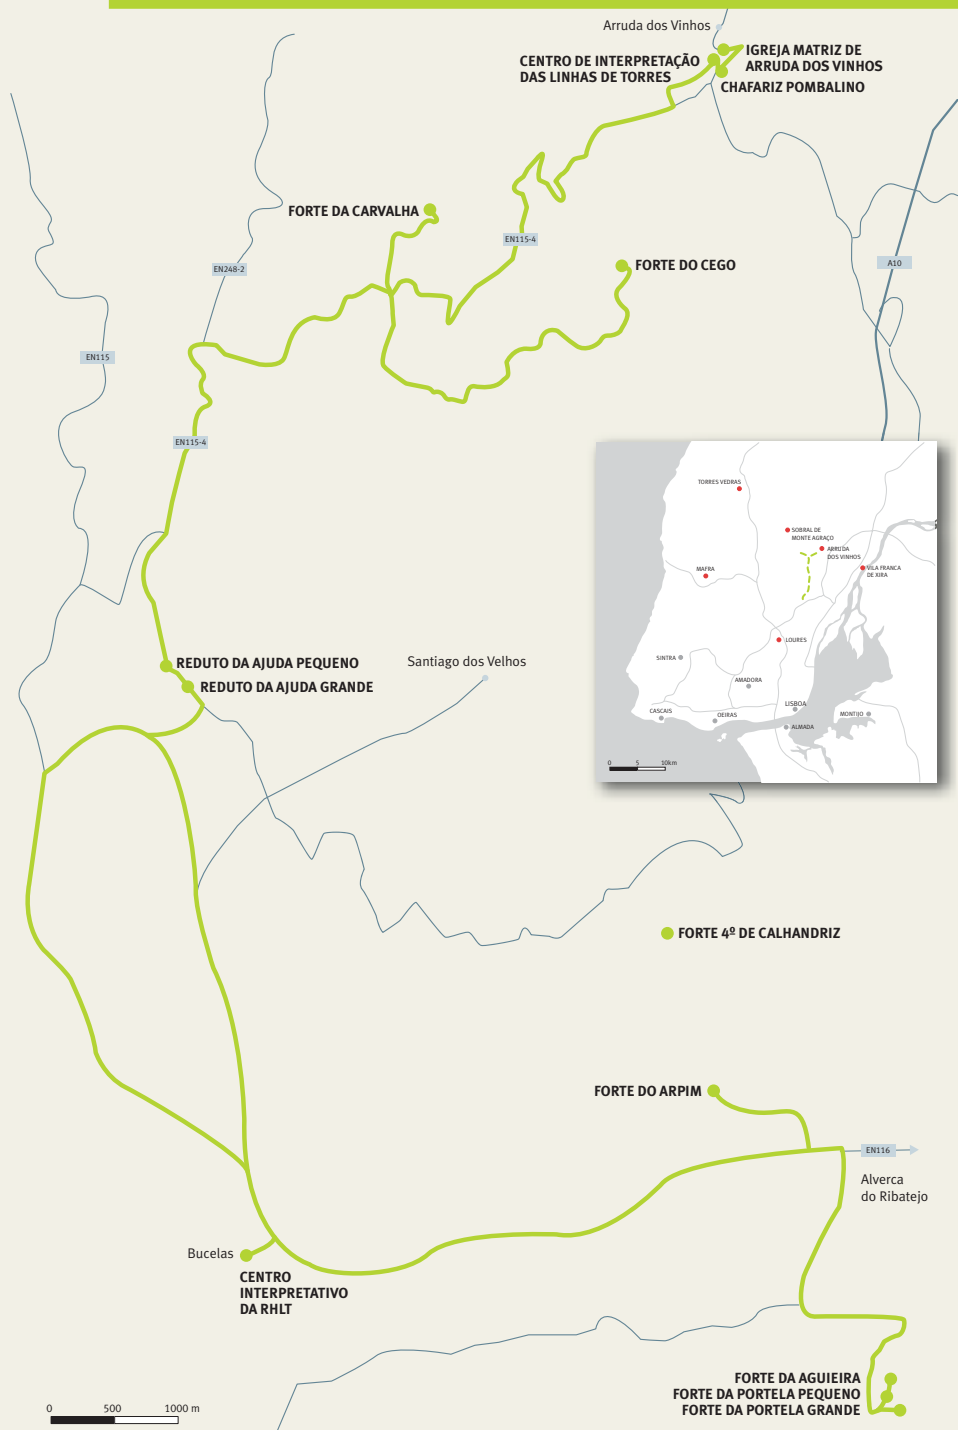 Arruda dos Vinhos
CENTRO DE INTERPRETAÇÃO
DAS LINHAS DE TORRES
IGREJA MATRIZ DE
ARRUDA DOS VINHOS
CHAFARIZ POMBALINO
FORTE DA CARVALHA
EN115-4
EN248-2
FORTE DO CEGO
A10
EN115
EN115-4
TORRES VEDRAS
SOBRAL DE
MONTE AGRAÇO
ARRUDA
DOS VINHOS
MAFRA
VILA FRANCA
DE XIRA
LOURES
SINTRA
AMADORA
CASCAIS
OEIRAS
LISBOA
MONTIJO
ALMADA
0 5 10km
REDUTO DA AJUDA PEQUENO
Santiago dos Velhos
REDUTO DA AJUDA GRANDE
FORTE 4º DE CALHANDRIZ
FORTE DO ARPIM
EN116
Alverca
do Ribatejo
Bucelas
CENTRO
INTERPRETATIVO
DA RHLT
FORTE DA AGUIEIRA
FORTE DA PORTELA PEQUENO
FORTE DA PORTELA GRANDE
0 500 1000 m